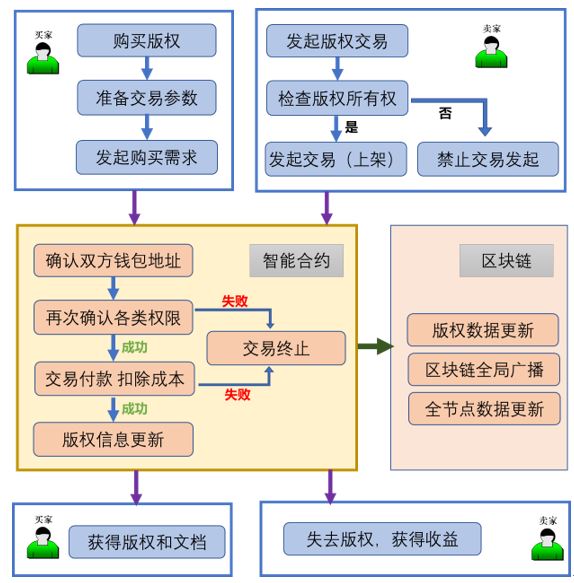 买家
购买版权
准备交易参数
发起购买需求
卖家
发起版权交易
检查版权所有权
是
否
发起交易（上架）
禁止交易发起
智能合约
确认双方钱包地址
再次确认各类权限
失败
成功
交易终止
交易付款 扣除成本
失败
成功
版权信息更新
区块链
版权数据更新
区块链全局广播
全节点数据更新
买家
获得版权和文档
卖家
失去版权，获得收益